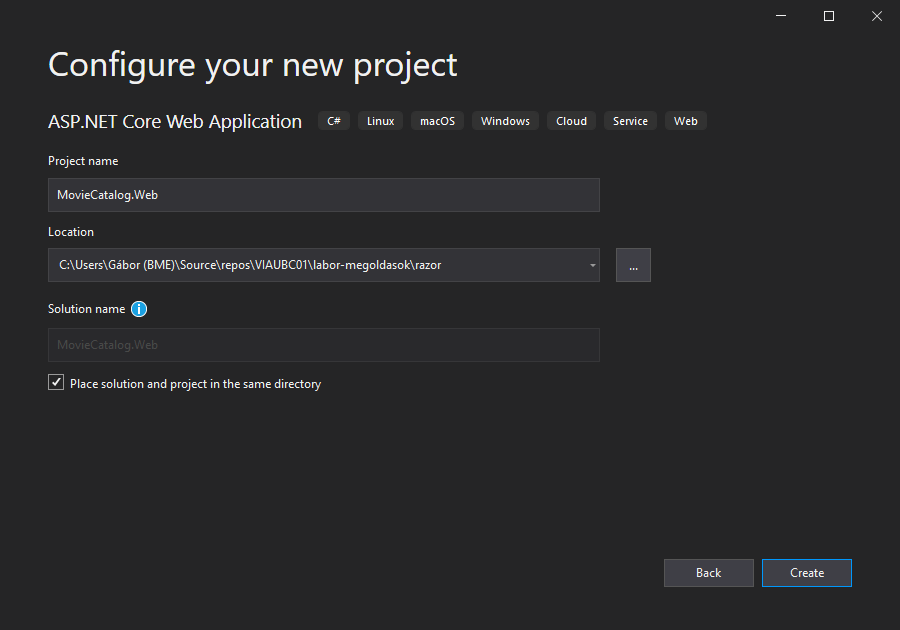 Configure your new project
ASP.NET Core Web Application C# Linux macOS Windows Cloud Service Web
Project name
MovieCatalog.Web
Location
C:\Users\Gábor (BME)\Source\repos\VIAUBC01\labor-megoldasok\razor
...
Solution name
MovieCatalog.Web
Place solution and project in the same directory
Back Create